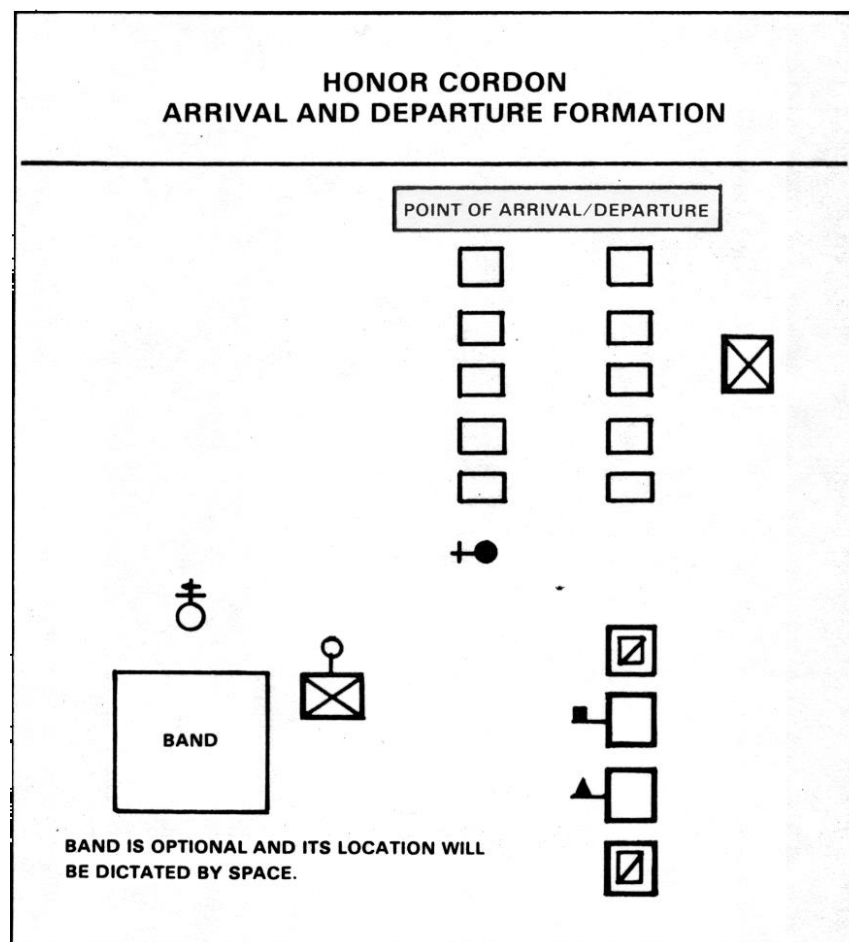 HONOR CORDON
ARRIVAL AND DEPARTURE FORMATION
POINT OF ARRIVAL/DEPARTURE
BAND
BAND IS OPTIONAL AND ITS LOCATION WILL
BE DICTATED BY SPACE.